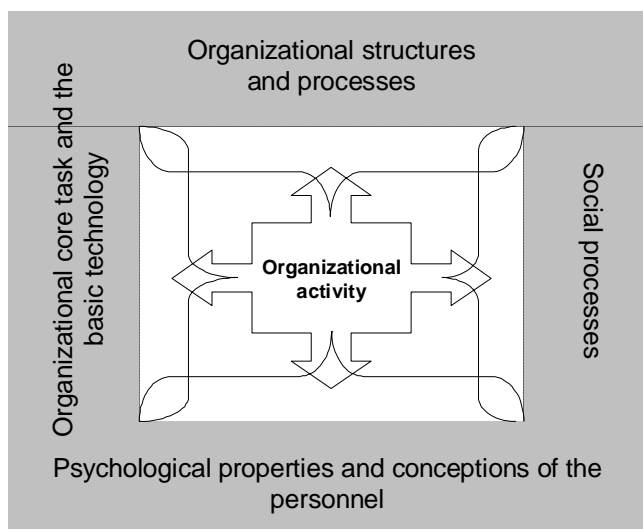 Organizational structures
and processes
Organizational core task and the
basic technology
Organizational
activity
Social processes
Psychological properties and conceptions of the
personnel